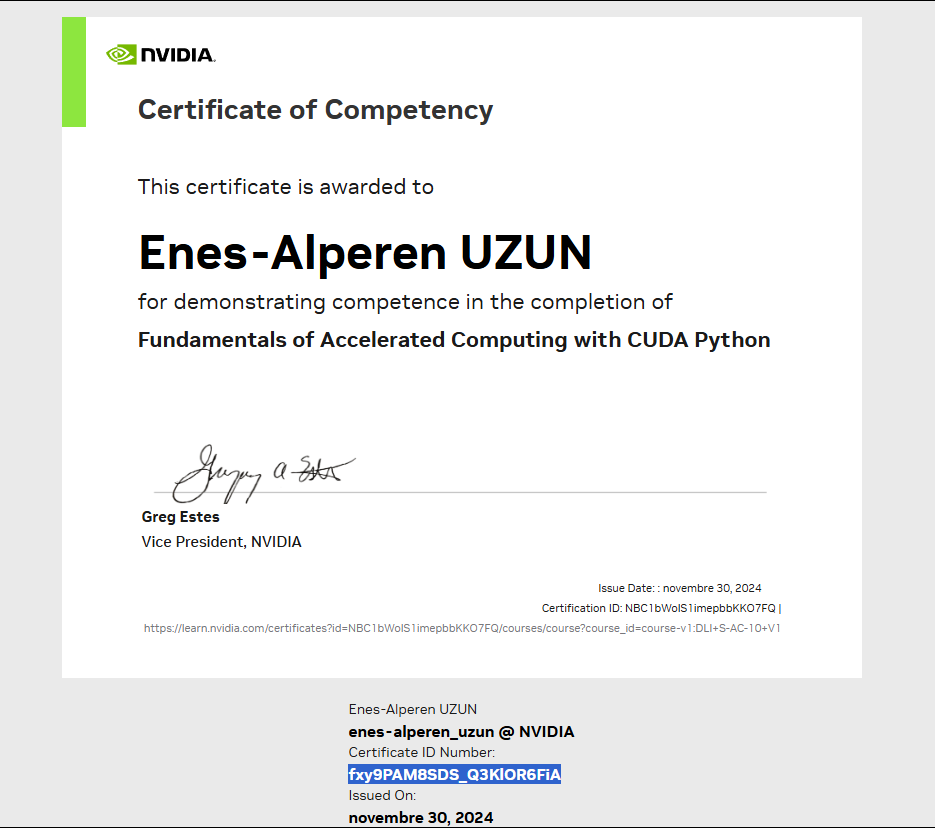 NVIDIA.
Certificate of Competency
This certificate is awarded to
Enes-Alperen UZUN
for demonstrating competence in the completion of
Fundamentals of Accelerated Computing with CUDA Python
Greg Estes
Vice President, NVIDIA
Issue Date: : novembre 30, 2024
Certification ID: NBC1bWoIS1imepbbKKO7FQ |
https://learn.nvidia.com/certificates?id=NBC1bWoIS1imepbbKKO7FQ/courses/course?course_id=course-v1:DLI+S-AC-10+V1
Enes-Alperen UZUN
enes-alperen_uzun @ NVIDIA
Certificate ID Number:
fxy9PAM8SDS_Q3KlOR6FiA
Issued On:
novembre 30, 2024